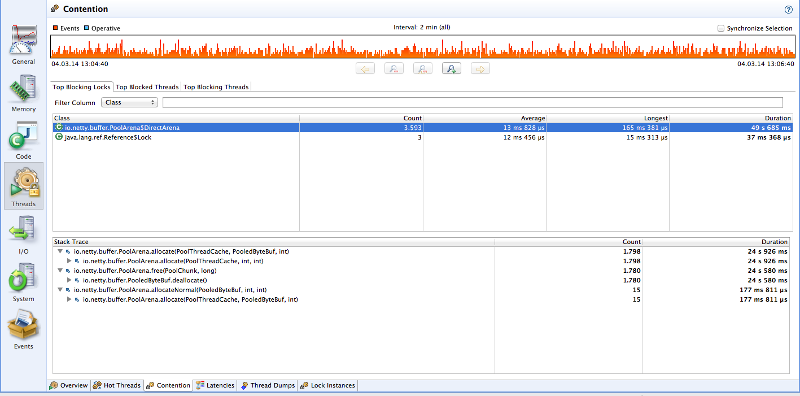 Contention
Events Operative Interval: 2 min (all) Synchronize Selection
04.03.14 13:04:40 04.03.14 13:06:40
General
Memory
Code
Threads
I/O
System
Events
Top Blocking Locks Top Blocked Threads Top Blocking Threads
Filter Column Class
Class Count Average Longest Duration
io.netty.buffer.PoolArena$DirectArena 3.593 13 ms 828 µs 165 ms 381 µs 49 s 685 ms
java.lang.ref.Reference$Lock 3 12 ms 456 µs 15 ms 313 µs 37 ms 368 µs
Stack Trace Count Duration
io.netty.buffer.PoolArena.allocate(PoolThreadCache, PooledByteBuf, int) 1.798 24 s 926 ms
io.netty.buffer.PoolArena.allocate(PoolThreadCache, int, int) 1.798 24 s 926 ms
io.netty.buffer.PoolArena.free(PoolChunk, long) 1.780 24 s 580 ms
io.netty.buffer.PooledByteBuf.deallocate() 1.780 24 s 580 ms
io.netty.buffer.PoolArena.allocateNormal(PooledByteBuf, int, int) 15 177 ms 811 µs
io.netty.buffer.PoolArena.allocate(PoolThreadCache, PooledByteBuf, int) 15 177 ms 811 µs
Overview Hot Threads Contention Latencies Thread Dumps Lock Instances